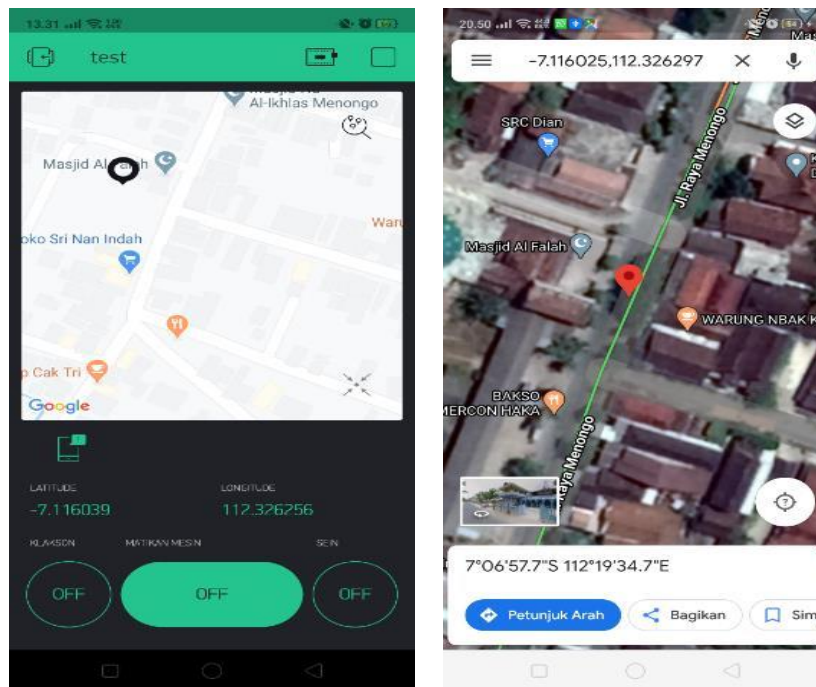 13.31
test
Al-Ikhlas Menongo
Masjid Al Falah
Waru
oko Sri Nan Indah
p Cak Tri
Google
LATITUDE
LONGITUDE
-7.116039
112.326256
KLAKSON
MATIKAN MESIN
SEIN
OFF
OFF
OFF
20.50
-7.116025,112.326297
SRC Dian
Jl. Raya Menongo
Masjid Al Falah
WARUNG NBAK K
BAKSO
MERCON HAKA
Raya Menongo
7°06'57.7"S 112°19'34.7"E
Petunjuk Arah
Bagikan
Sim